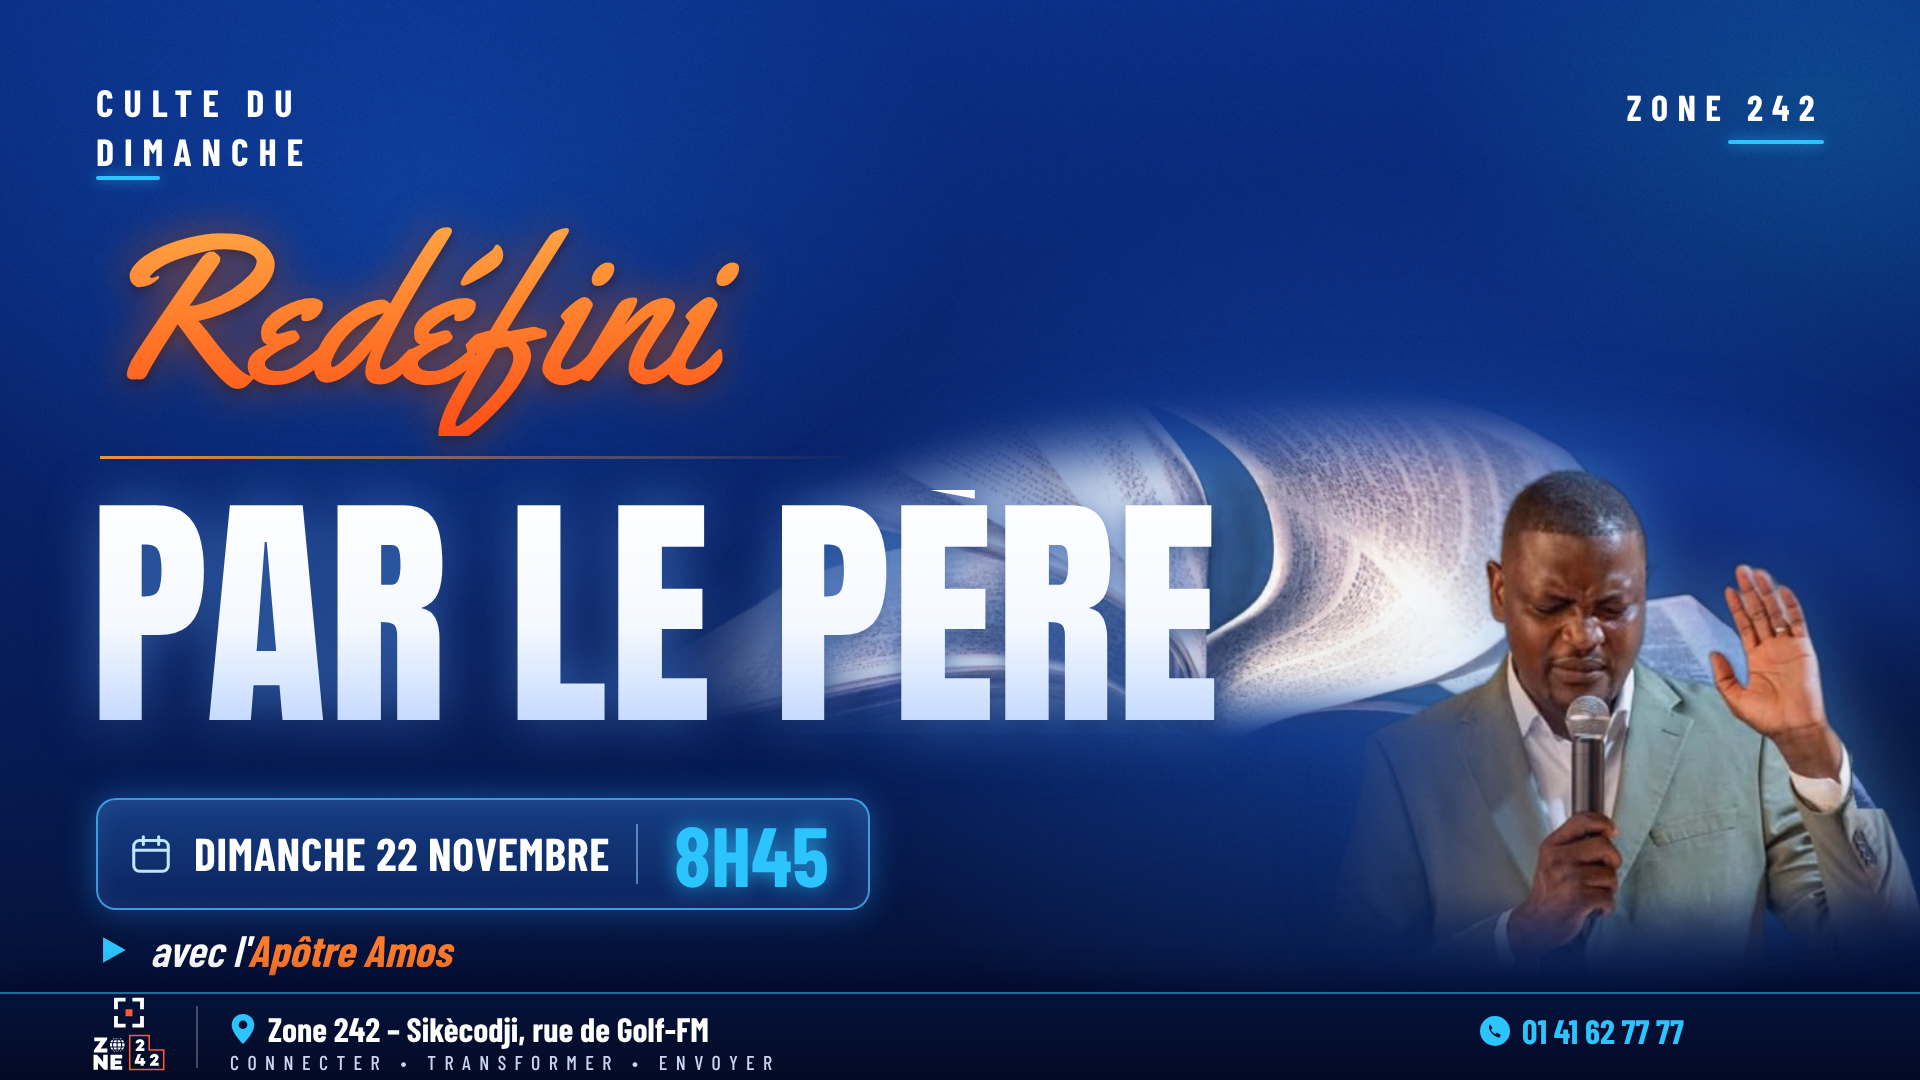 CULTE DU
DIMANCHE
ZONE 242
Redéfini
PAR LE PÈRE
DIMANCHE 22 NOVEMBRE
8H45
avec l'Apôtre Amos
ZONE
242
Zone 242 – Sikècodji, rue de Golf-FM
CONNECTER • TRANSFORMER • ENVOYER
01 41 62 77 77